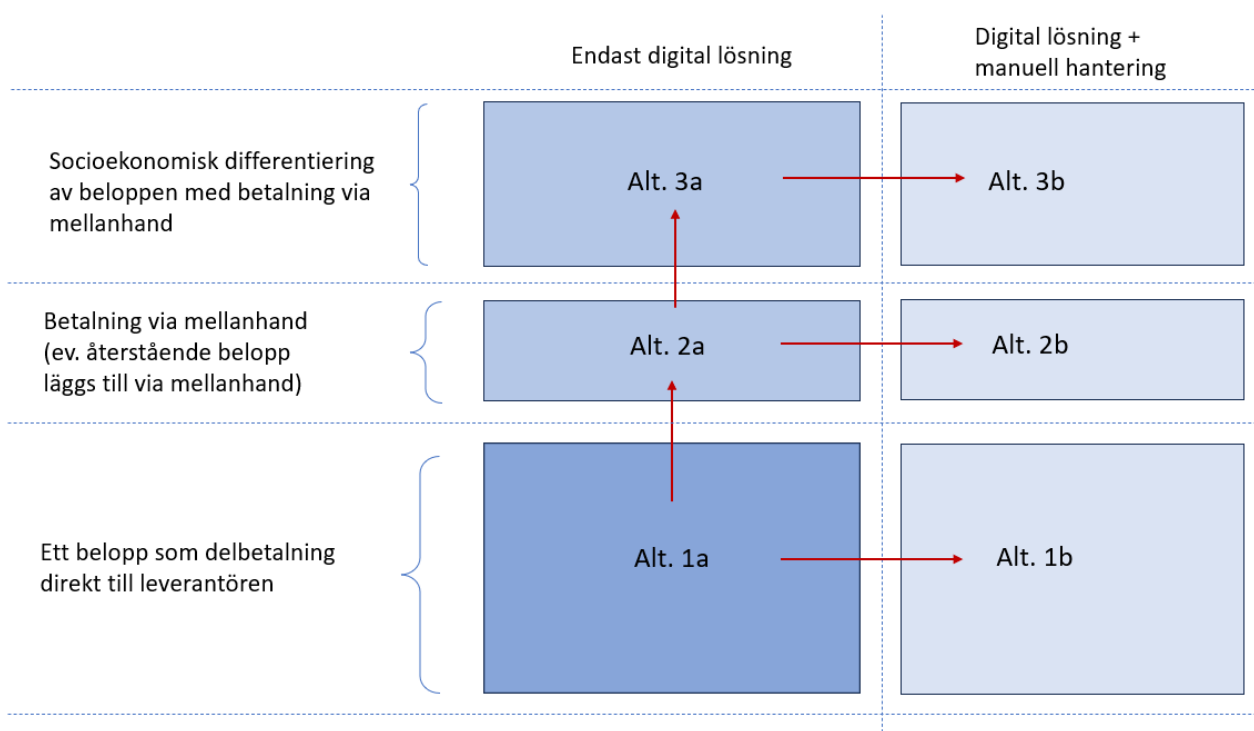 Endast digital lösning
Digital lösning +
manuell hantering
Socioekonomisk differentiering
av beloppen med betalning via
mellanhand
Alt. 3a
Alt. 3b
Betalning via mellanhand
(ev. återstående belopp
läggs till via mellanhand)
Alt. 2a
Alt. 2b
Ett belopp som delbetalning
direkt till leverantören
Alt. 1a
Alt. 1b